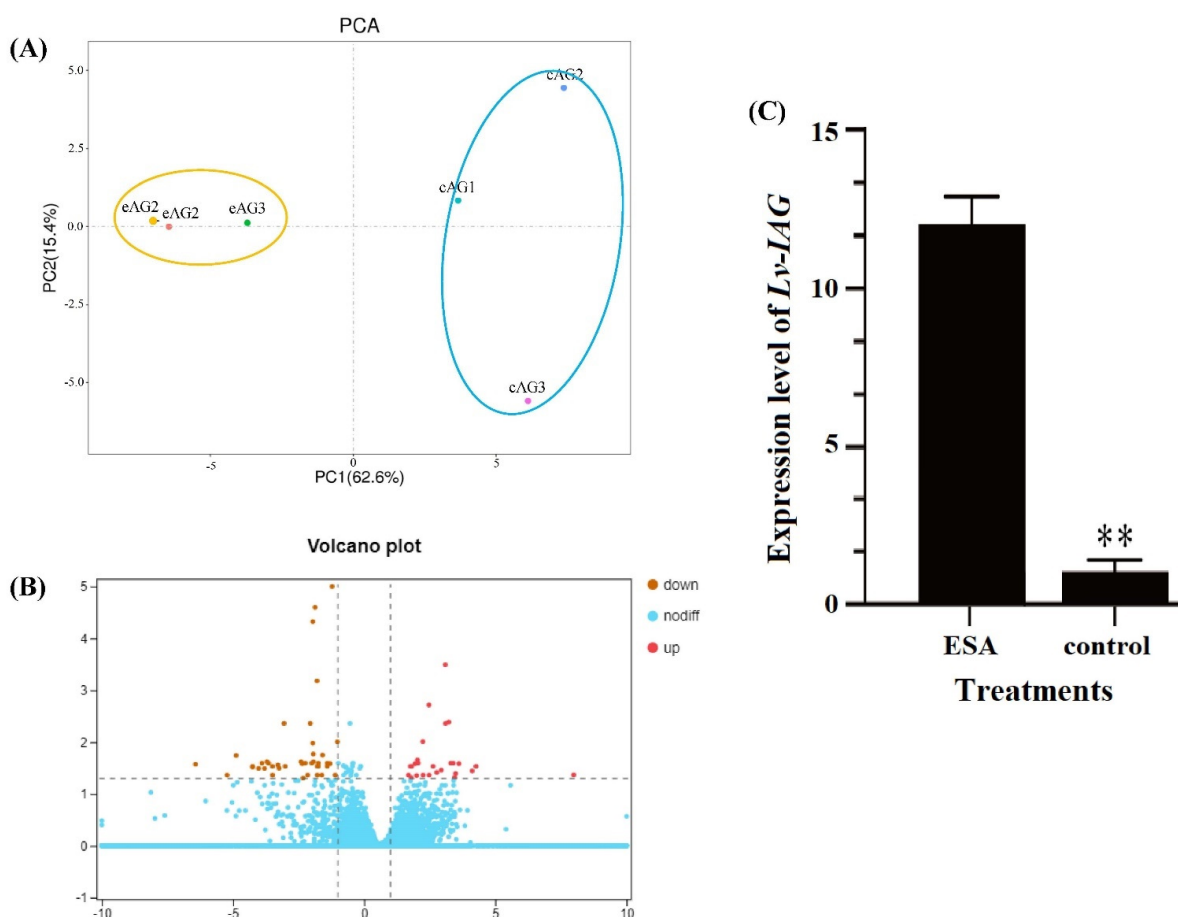 (A)
PCA
5.0
2.5
0.0
-2.5
-5.0
PC2(15.4%)
cAG2
cAG1
eAG2
eAG2
eAG3
cAG3
-5
0
5
PC1(62.6%)
(B)
Volcano plot
5
4
3
2
1
0
-1
-10
-5
0
5
10
down
nodiff
up
(C)
15
10
5
0
Expression level of Lv-IAG
**
ESA
control
Treatments